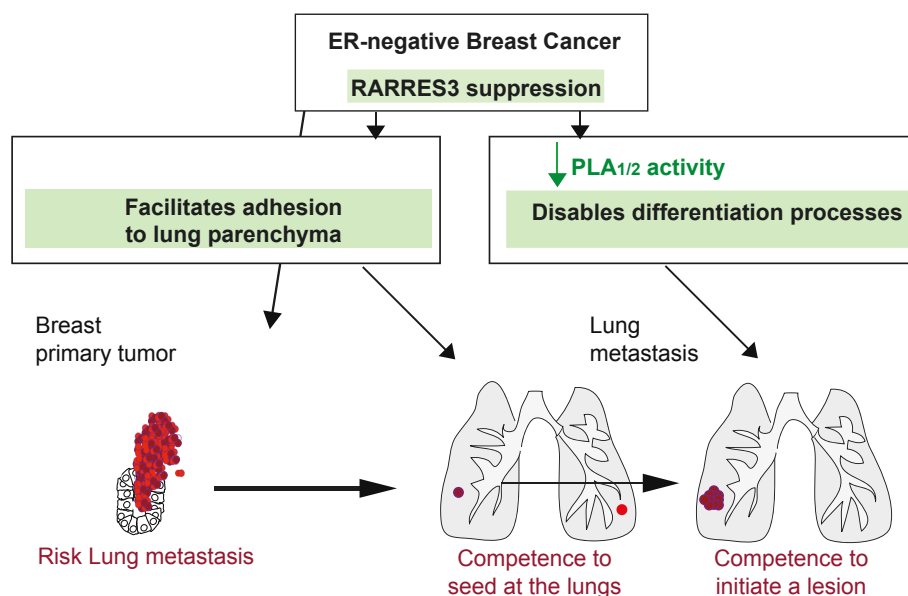 ER-negative Breast Cancer
RARRES3 suppression
Facilitates adhesion
to lung parenchyma
PLA1/2 activity
Disables differentiation processes
Breast
primary tumor
Lung
metastasis
Risk Lung metastasis
Competence to
seed at the lungs
Competence to
initiate a lesion